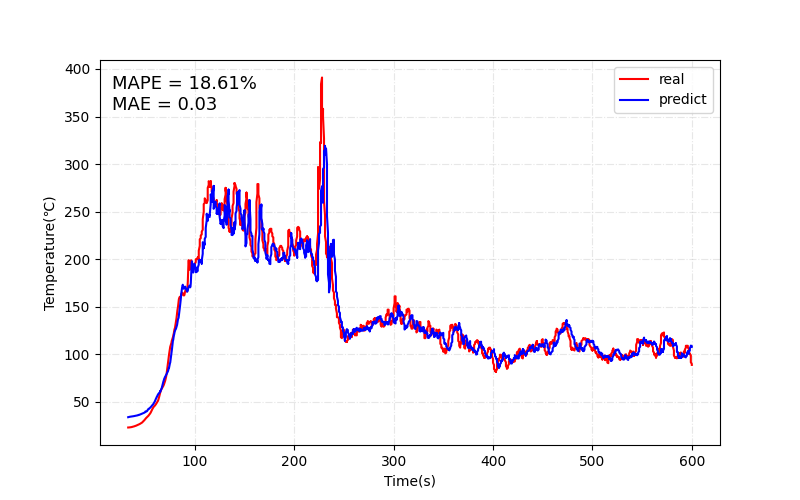 MAPE = 18.61%
MAE = 0.03
real
predict
400
350
300
250
200
150
100
50
Temperature(℃)
100
200
300
400
500
600
Time(s)